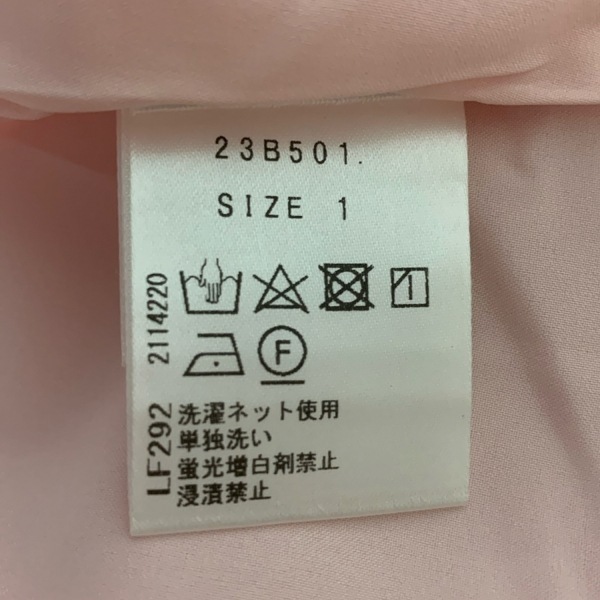 23B501.
SIZE 1
F
洗濯ネット使用
単独洗い
蛍光増白剤禁止
浸漬禁止
LF292 2114220